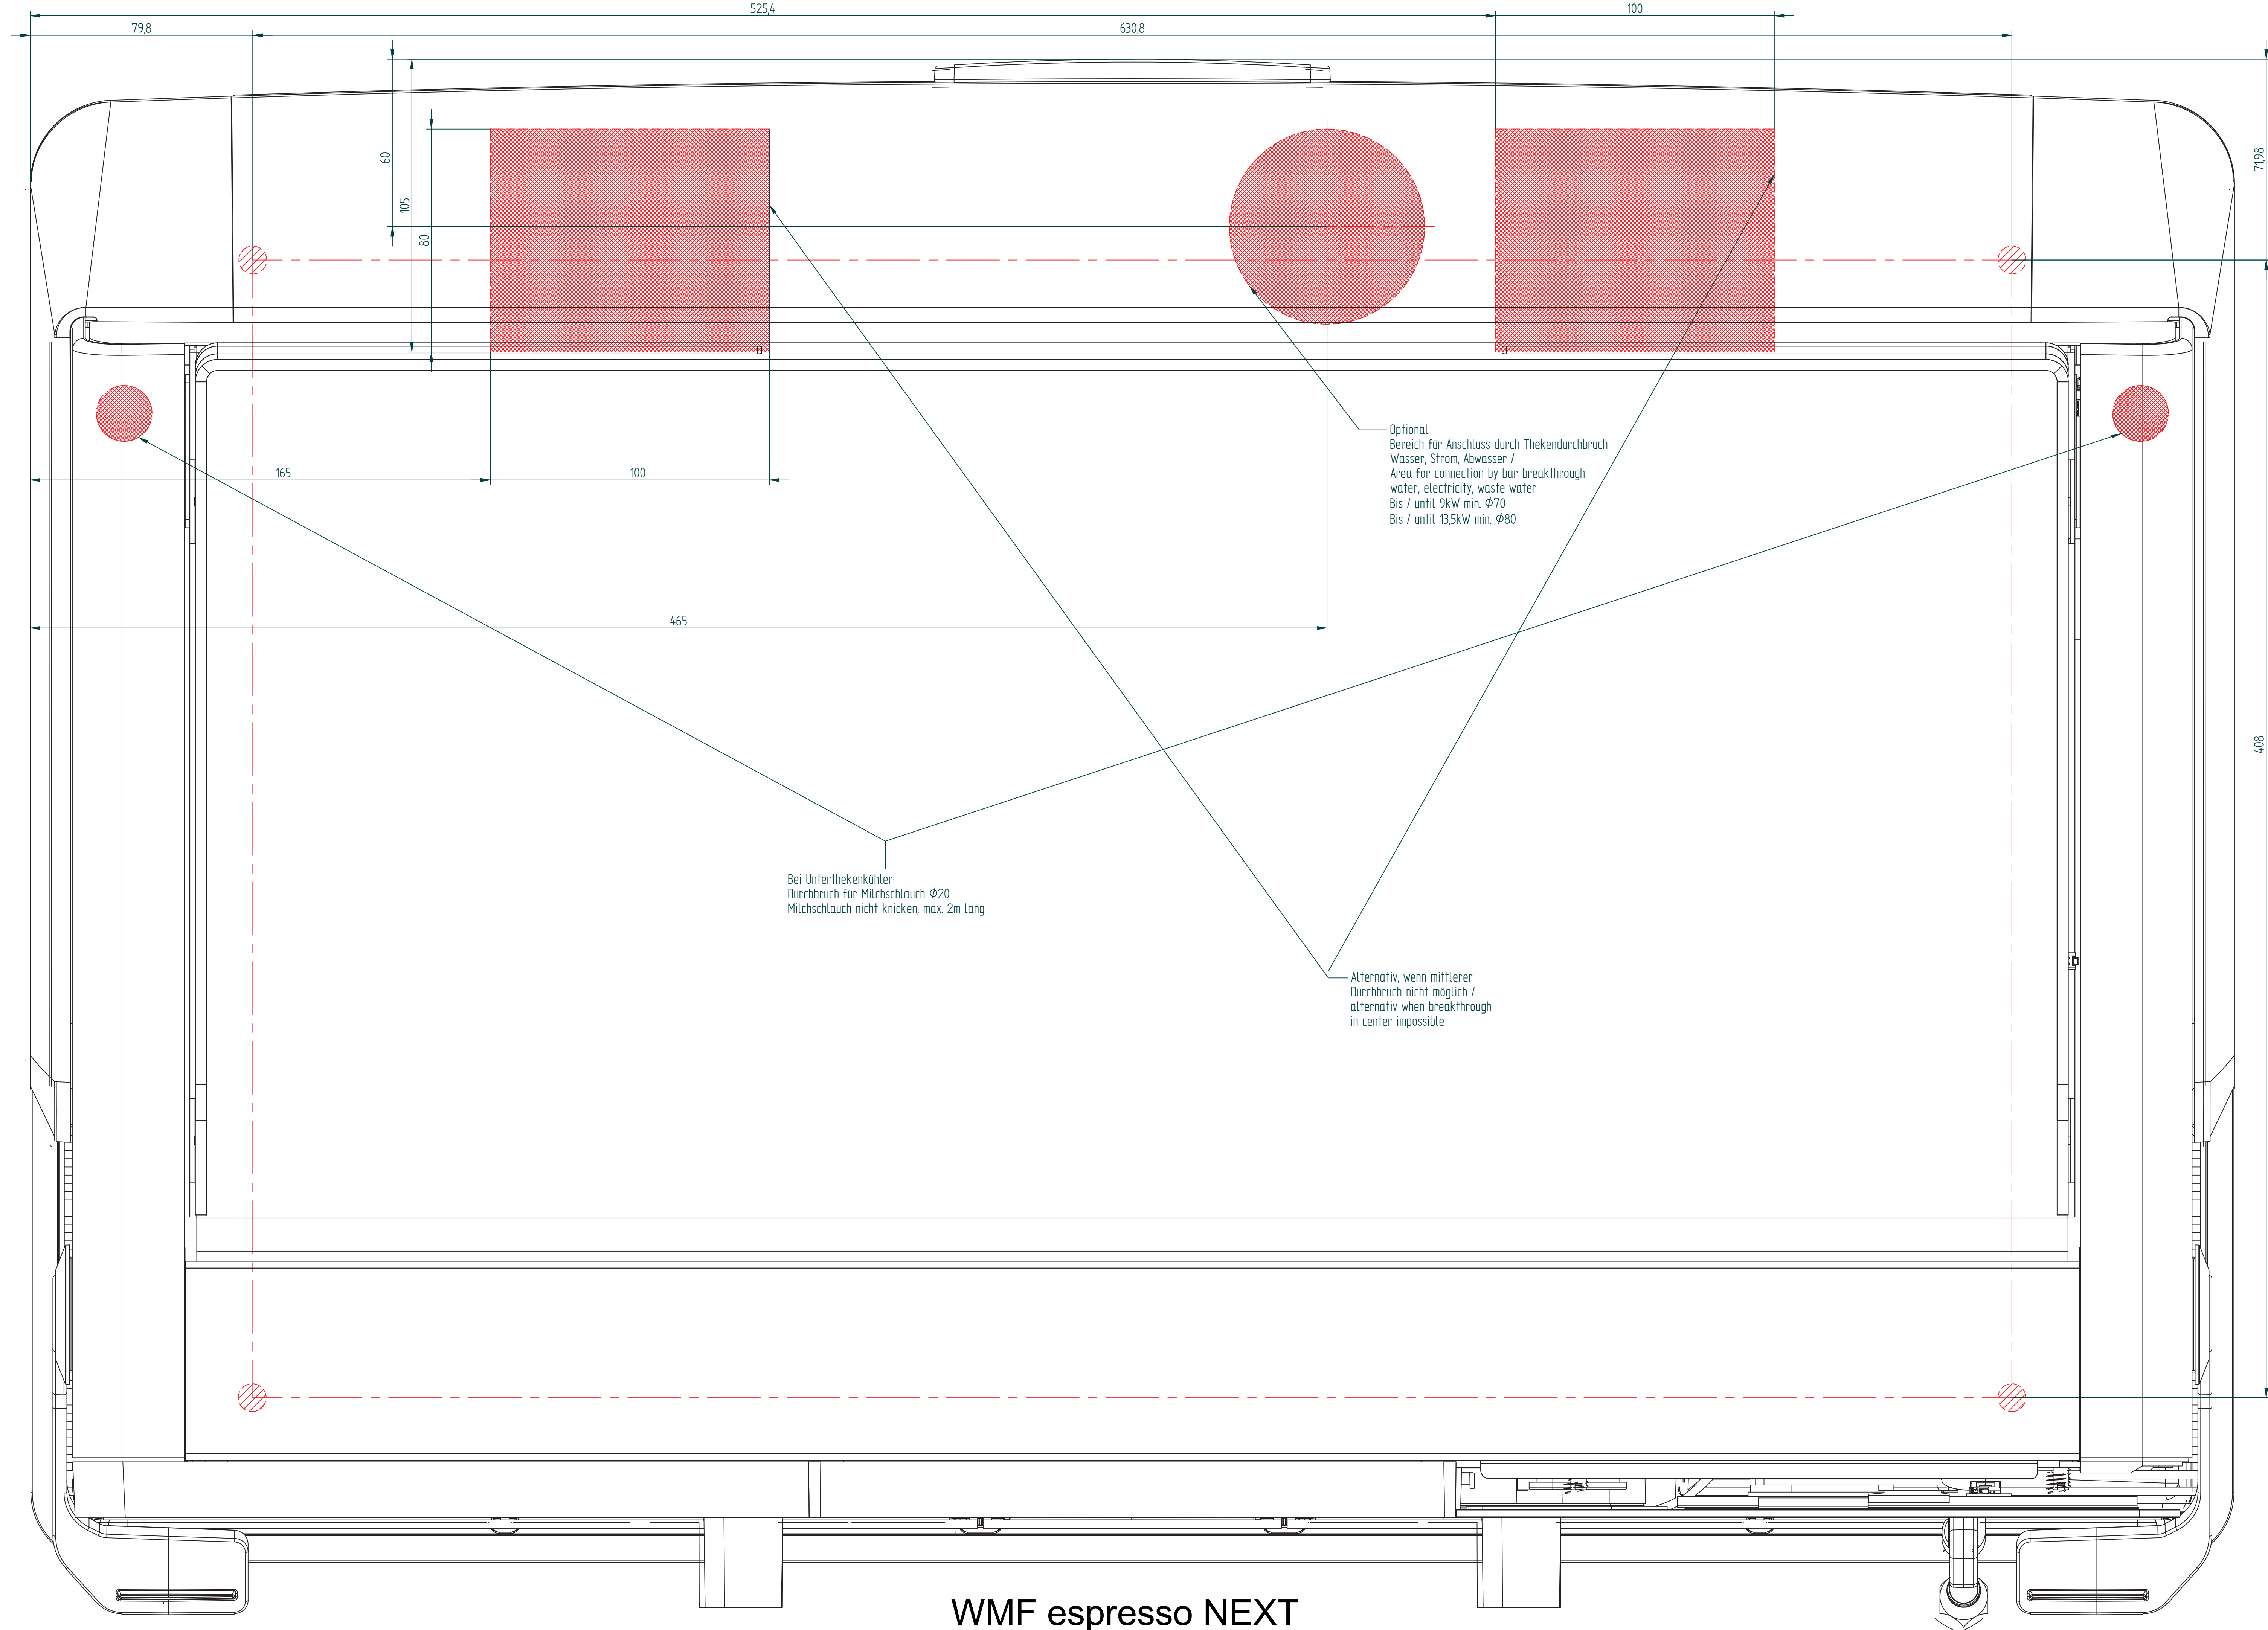 525,4
100
79,8
630,8
60
105
80
71,98
165
100
Optional
Bereich für Anschluss durch Thekendurchbruch
Wasser, Strom, Abwasser /
Area for connection by bar breakthrough
water, electricity, waste water
Bis / until 9kW min. Φ70
Bis / until 13,5kW min. Φ80
465
408
Bei Unterthekenkühler:
Durchbruch für Milchschlauch Φ20
Milchschlauch nicht knicken, max. 2m lang
Alternativ, wenn mittlerer
Durchbruch nicht möglich /
alternativ when breakthrough
in center impossible
WMF espresso NEXT